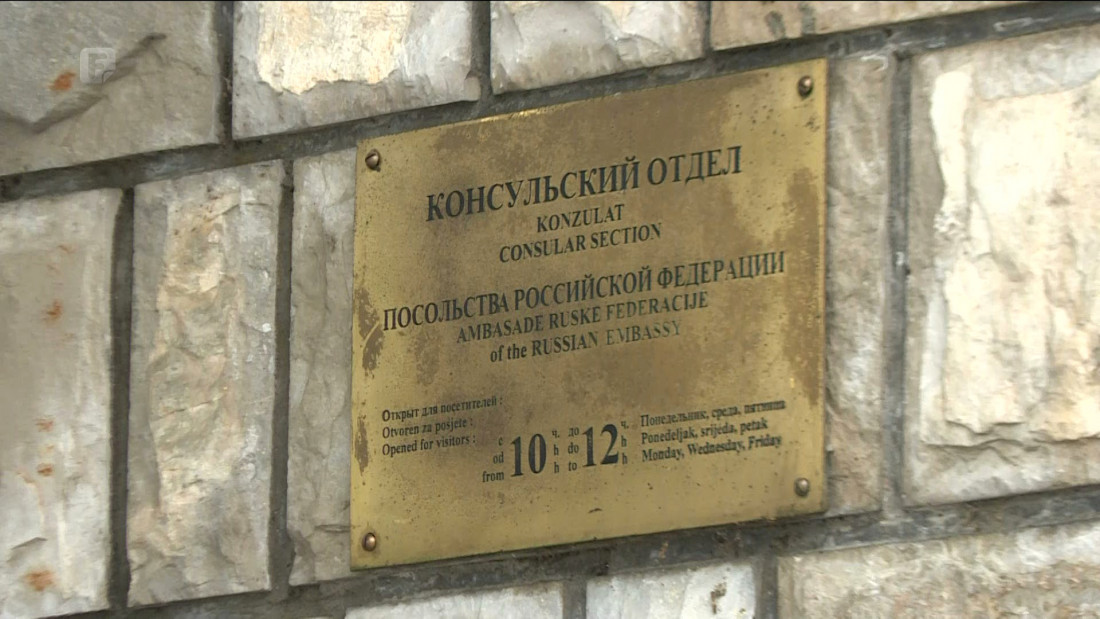 КОНСУЛЬСКИЙ ОТДЕЛ
KONZULAT
CONSULAR SECTION
ПОСОЛЬСТВА РОССИЙСКОЙ ФЕДЕРАЦИИ
AMBASADE RUSKE FEDERACIJE
of the RUSSIAN EMBASSY
Открыт для посетителей : с 10 ч. до 12 ч. Понедельник, среда, пятница
Otvoren za posjete : od h do h Ponedeljak, srijeda, petak
Opened for visitors : from h to h Monday, Wednesday, Friday